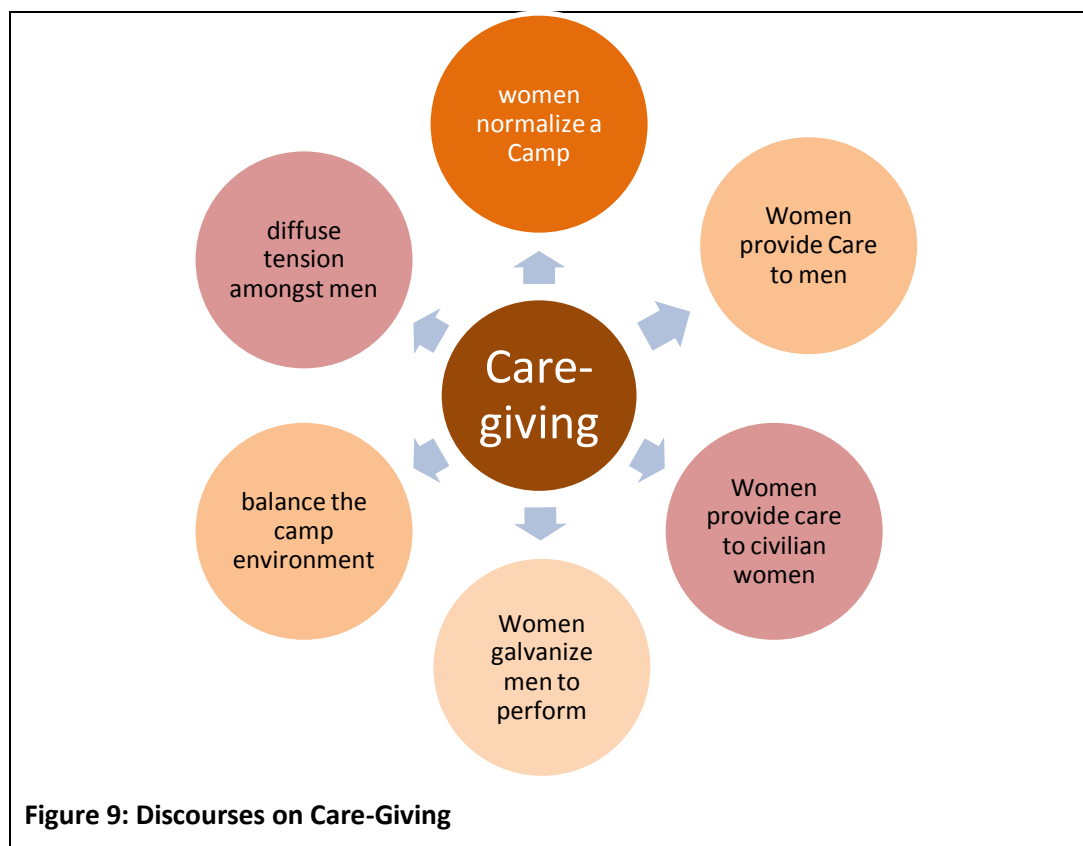 women
normalize a
Camp
Women
provide Care
to men
Women
provide care
to civilian
women
Women
galvanize
men to
perform
balance the
camp
environment
diffuse
tension
amongst men
Care-
giving
Figure 9: Discourses on Care-Giving